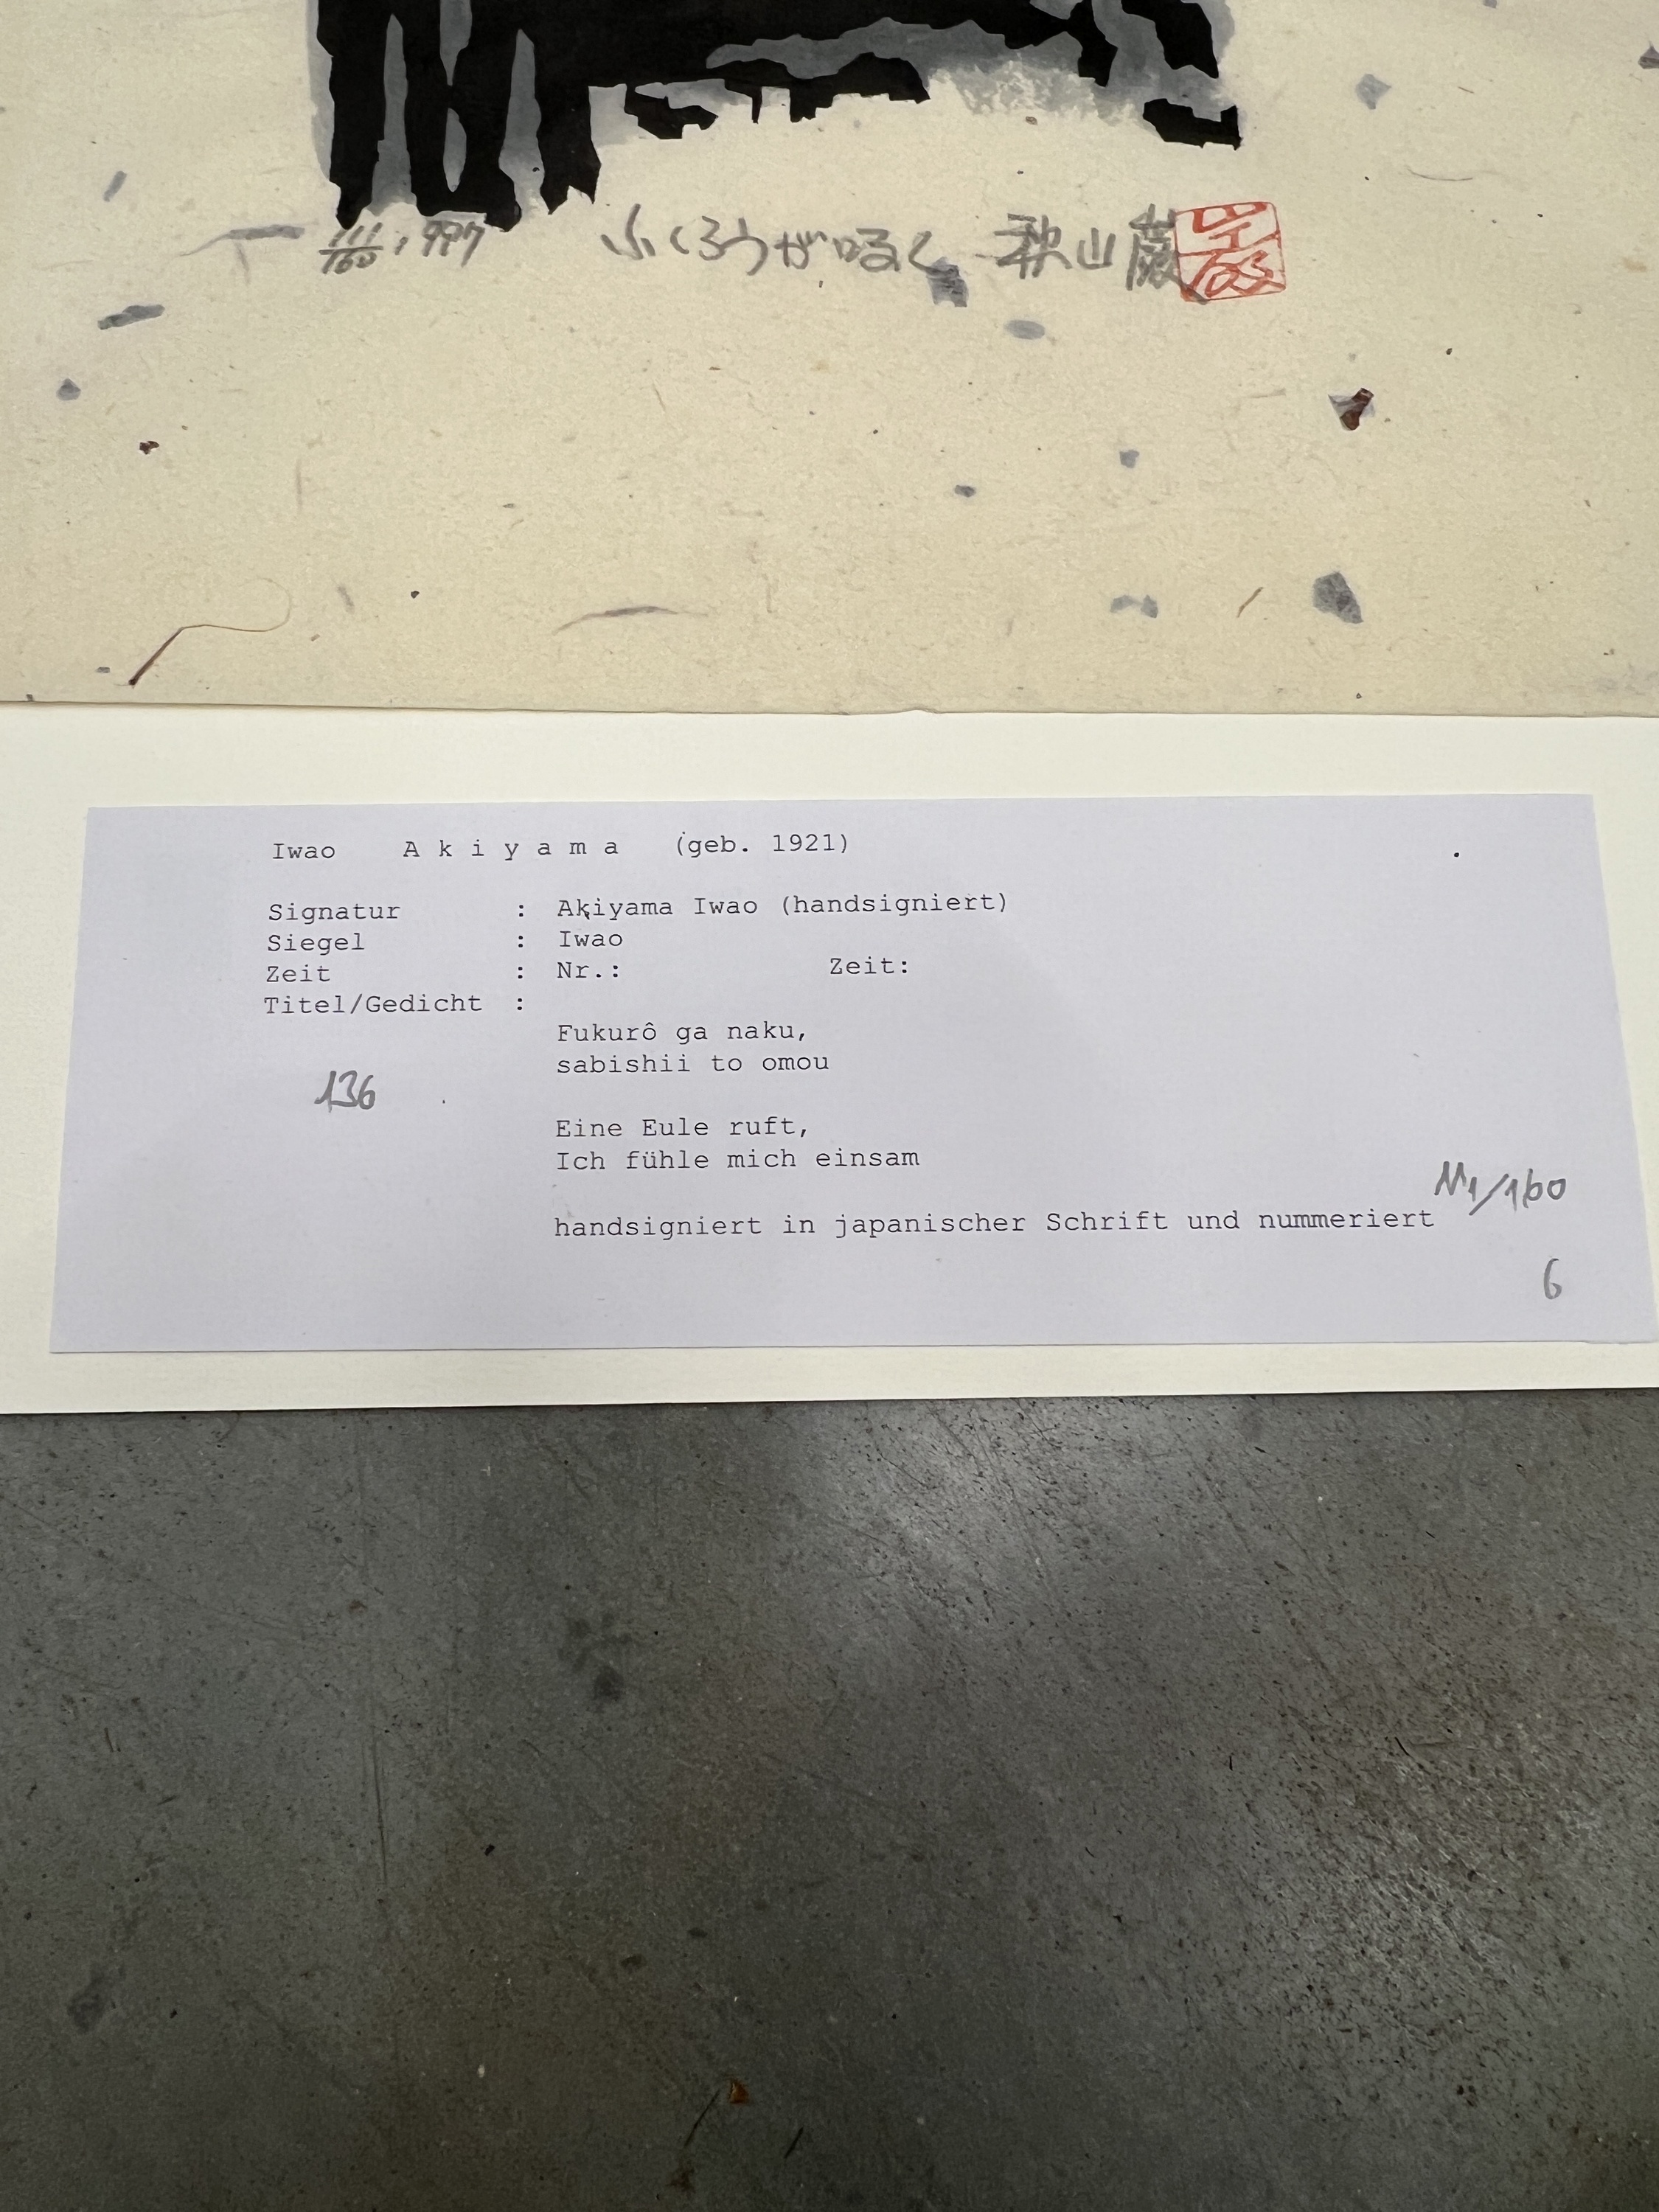 111/160, 1997 ふくろうがなく 秋山巌
Iwao A k i y a m a (geb. 1921)
Signatur : Akiyama Iwao (handsigniert)
Siegel : Iwao
Zeit : Nr.: Zeit:
Titel/Gedicht :
Fukurô ga naku,
sabishii to omou
136
Eine Eule ruft,
Ich fühle mich einsam
111/160
handsigniert in japanischer Schrift und nummeriert
6